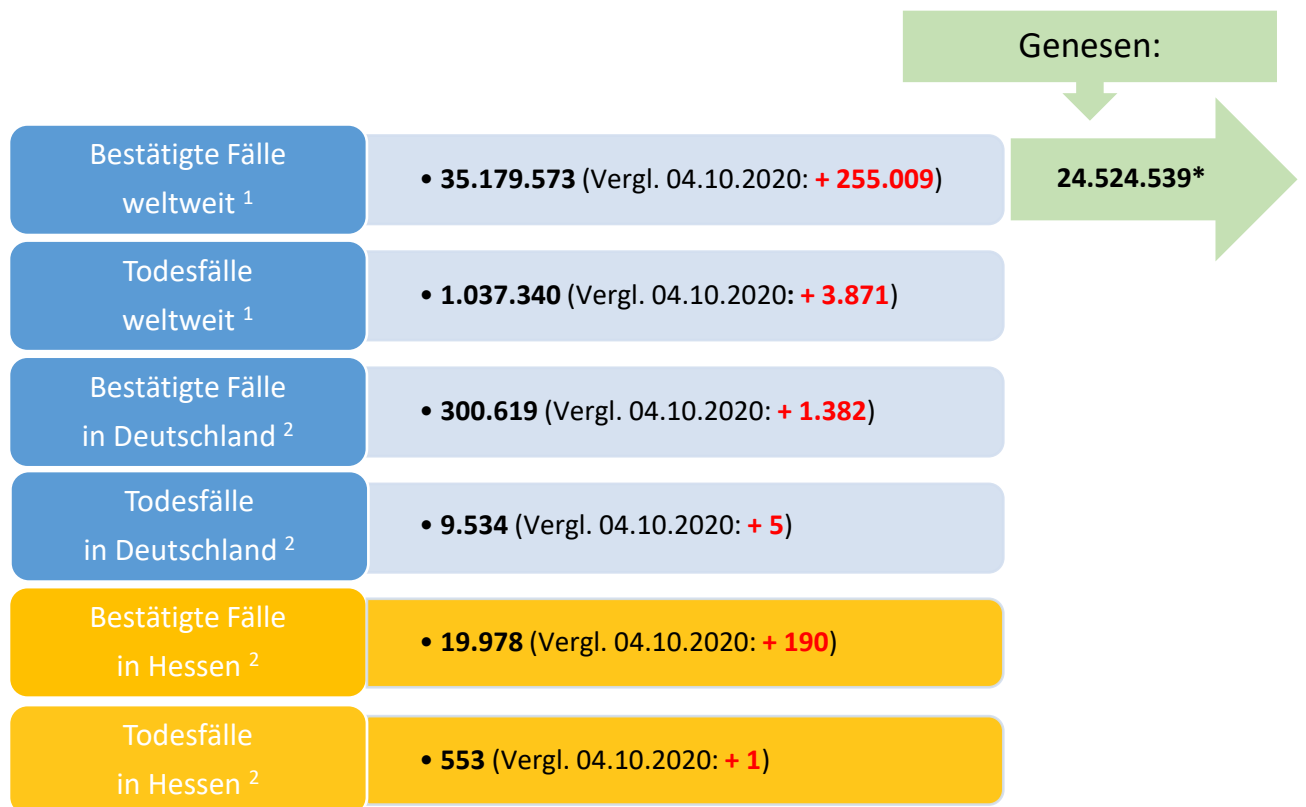 Genesen:
Bestätigte Fälle
weltweit ¹
• 35.179.573 (Vergl. 04.10.2020: + 255.009)
24.524.539*
Todesfälle
weltweit ¹
• 1.037.340 (Vergl. 04.10.2020: + 3.871)
Bestätigte Fälle
in Deutschland ²
• 300.619 (Vergl. 04.10.2020: + 1.382)
Todesfälle
in Deutschland ²
• 9.534 (Vergl. 04.10.2020: + 5)
Bestätigte Fälle
in Hessen ²
• 19.978 (Vergl. 04.10.2020: + 190)
Todesfälle
in Hessen ²
• 553 (Vergl. 04.10.2020: + 1)